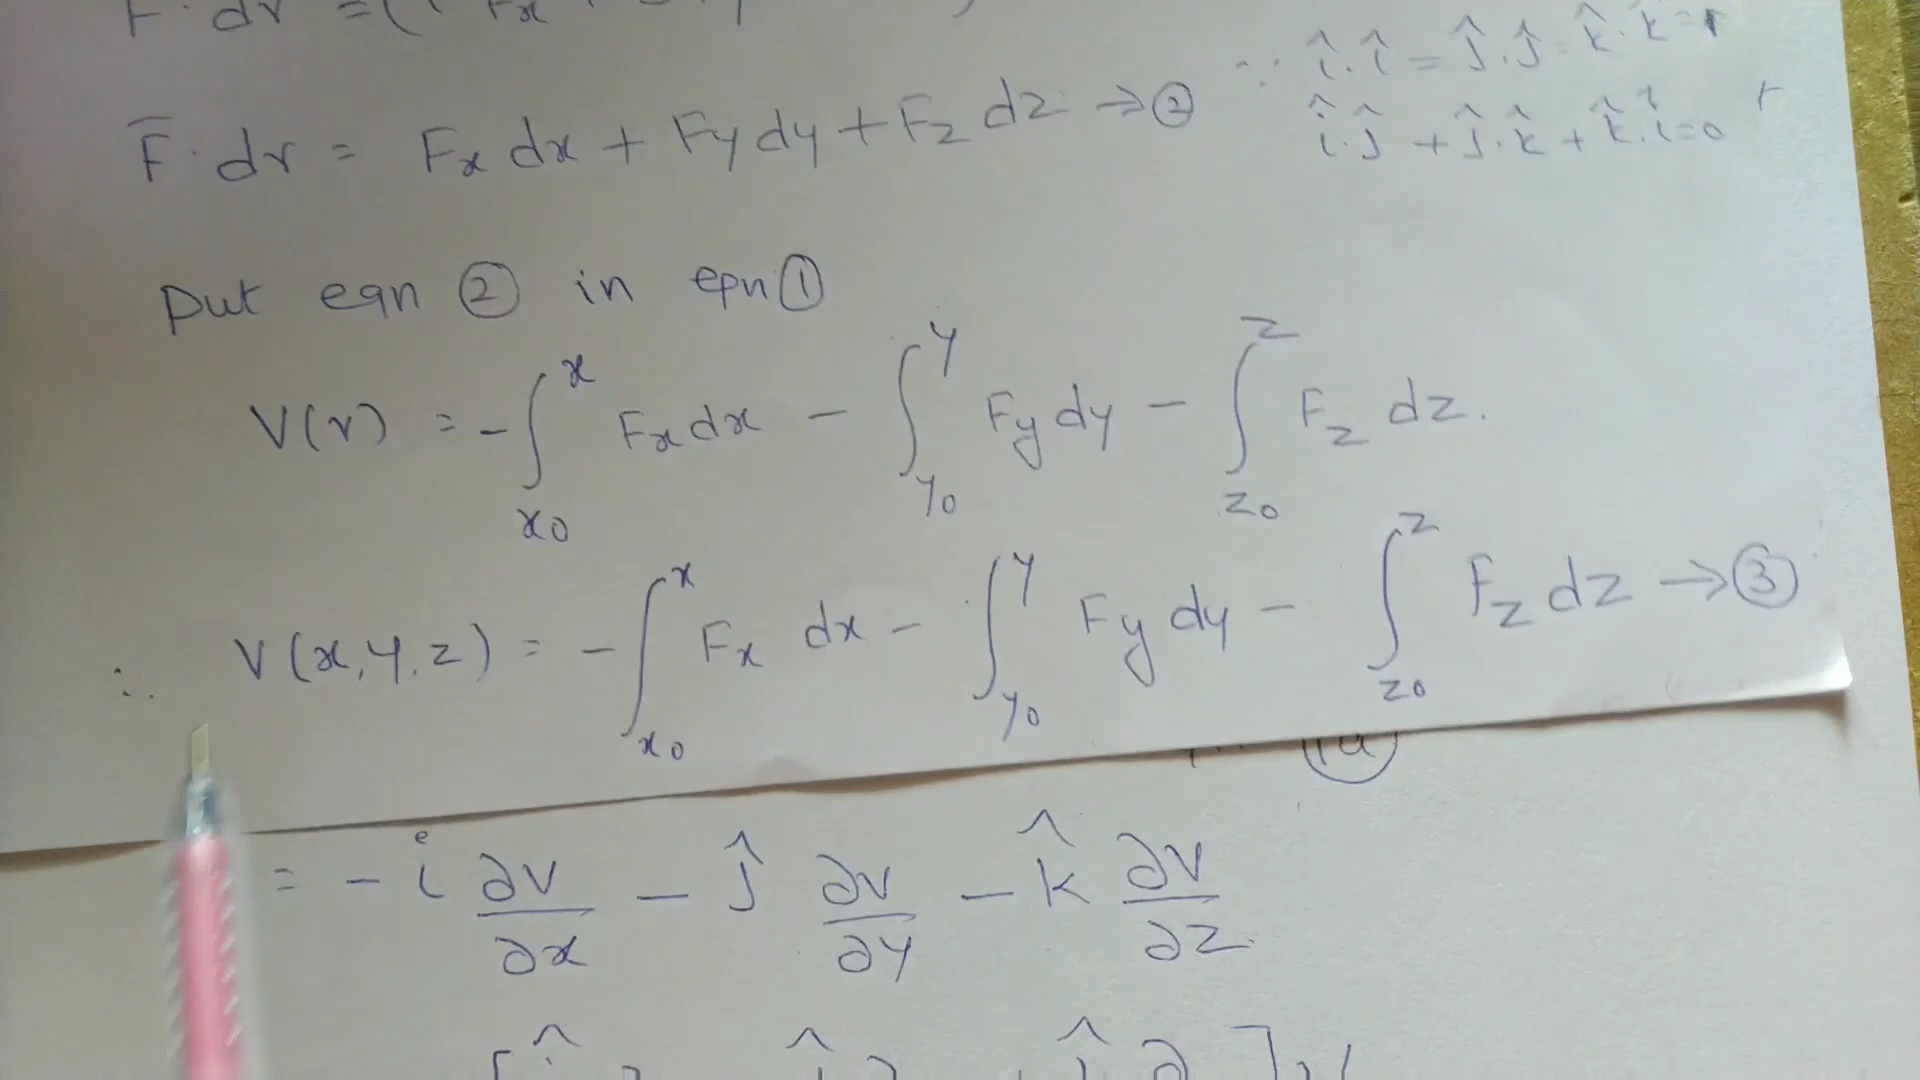 F̅·dr = Fx dx + Fy dy + Fz dz → ②
∵ î·î = ĵ·ĵ = k̂·k̂ = 1
î·ĵ + ĵ·k̂ + k̂·î = 0
Put eqn ② in eqn ①
V(r) = -∫_{x0}^{x} Fx dx - ∫_{y0}^{y} Fy dy - ∫_{z0}^{z} Fz dz.
∴ V(x,y,z) = -∫_{x0}^{x} Fx dx - ∫_{y0}^{y} Fy dy - ∫_{z0}^{z} Fz dz → ③
= - i ∂V/∂x - ĵ ∂V/∂y - k̂ ∂V/∂z